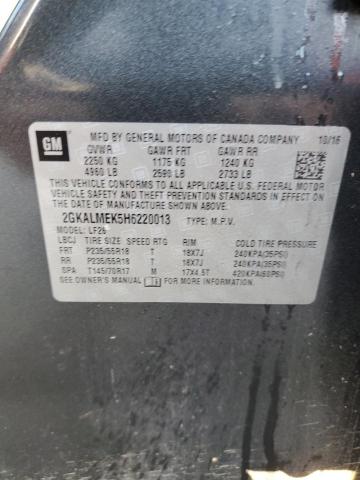 GM
MFD BY GENERAL MOTORS OF CANADA COMPANY 10/16
GVWR GAWR FRT GAWR RR
2250 KG 1175 KG 1240 KG
4960 LB 2590 LB 2733 LB
THIS VEHICLE CONFORMS TO ALL APPLICABLE U.S. FEDERAL
MOTOR VEHICLE SAFETY AND THEFT PREVENTION STANDARDS IN EFFECT ON
THE DATE OF MANUFACTURE SHOWN ABOVE.
2GKALMEK5H6220013 TYPE: M.P.V.
MODEL: LF26
LBCJ TIRE SIZE SPEED RTG RIM COLD TIRE PRESSURE
FRT P235/55R18 T 18X7J 240KPA(35PSI)
RR P235/55R18 T 18X7J 240KPA(35PSI)
SPA T145/70R17 M 17X4.5T 420KPA(60PSI)
SEE OWNER'S MANUAL FOR MORE INFORMATION.